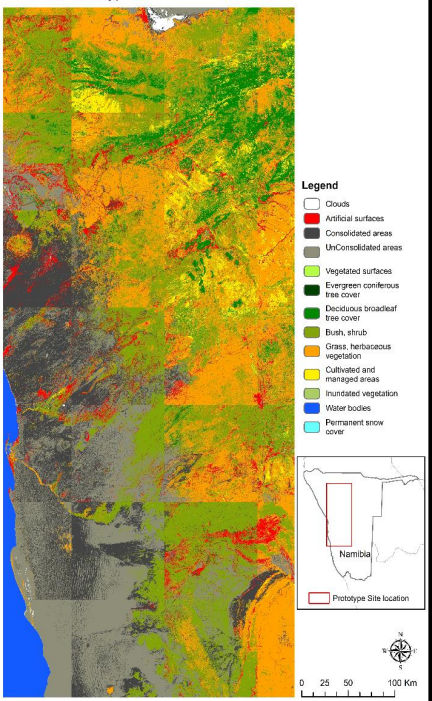 Legend
Clouds
Artificial surfaces
Consolidated areas
UnConsolidated areas
Vegetated surfaces
Evergreen coniferous
tree cover
Deciduous broadleaf
tree cover
Bush, shrub
Grass, herbaceous
vegetation
Cultivated and
managed areas
Inundated vegetation
Water bodies
Permanent snow
cover
Namibia
Prototype Site location
N
W E
S
0 25 50 100 Km